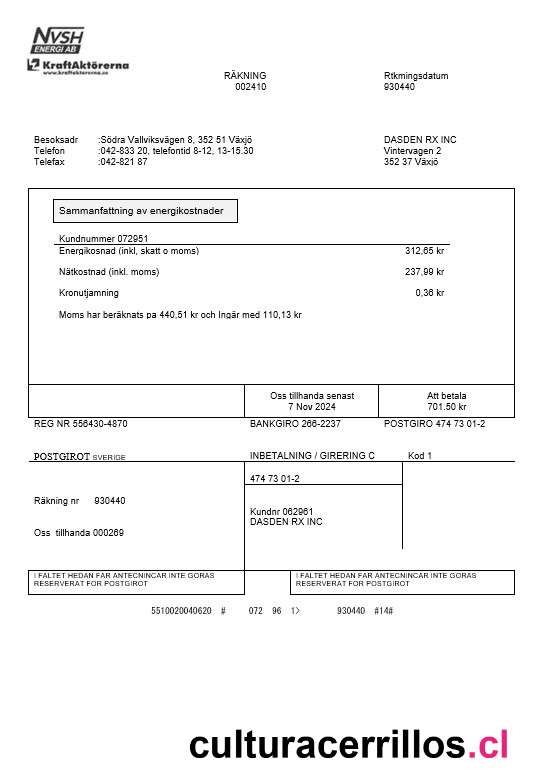 NVSH
ENERGI AB
KraftAktörerna
www.kraftaktorerna.se
RÄKNING
002410
Rtkmingsdatum
930440
Besoksadr :Södra Vallviksvägen 8, 352 51 Växjö
Telefon :042-833 20, telefontid 8-12, 13-15.30
Telefax :042-821 87
DASDEN RX INC
Vintervagen 2
352 37 Växjö
Sammanfattning av energikostnader
Kundnummer 072951
Energikosnad (inkl, skatt o moms) 312,65 kr
Nätkostnad (inkl. moms) 237,99 kr
Kronutjamning 0,36 kr
Moms har beräknats pa 440,51 kr och Ingår med 110,13 kr
Oss tillhanda senast
7 Nov 2024
Att betala
701.50 kr
REG NR 556430-4870 BANKGIRO 266-2237 POSTGIRO 474 73 01-2
POSTGIROT SVERIGE INBETALNING / GIRERING C Kod 1
474 73 01-2
Räkning nr 930440
Kundnr 062961
DASDEN RX INC
Oss tillhanda 000269
I FALTET HEDAN FAR ANTECNINCAR INTE GORAS
RESERVERAT FOR POSTGIROT
I FALTET HEDAN FAR ANTECNINCAR INTE GORAS
RESERVERAT FOR POSTGIROT
5510020040620 # 072 96 1> 930440 #14#
culturacerrillos.cl